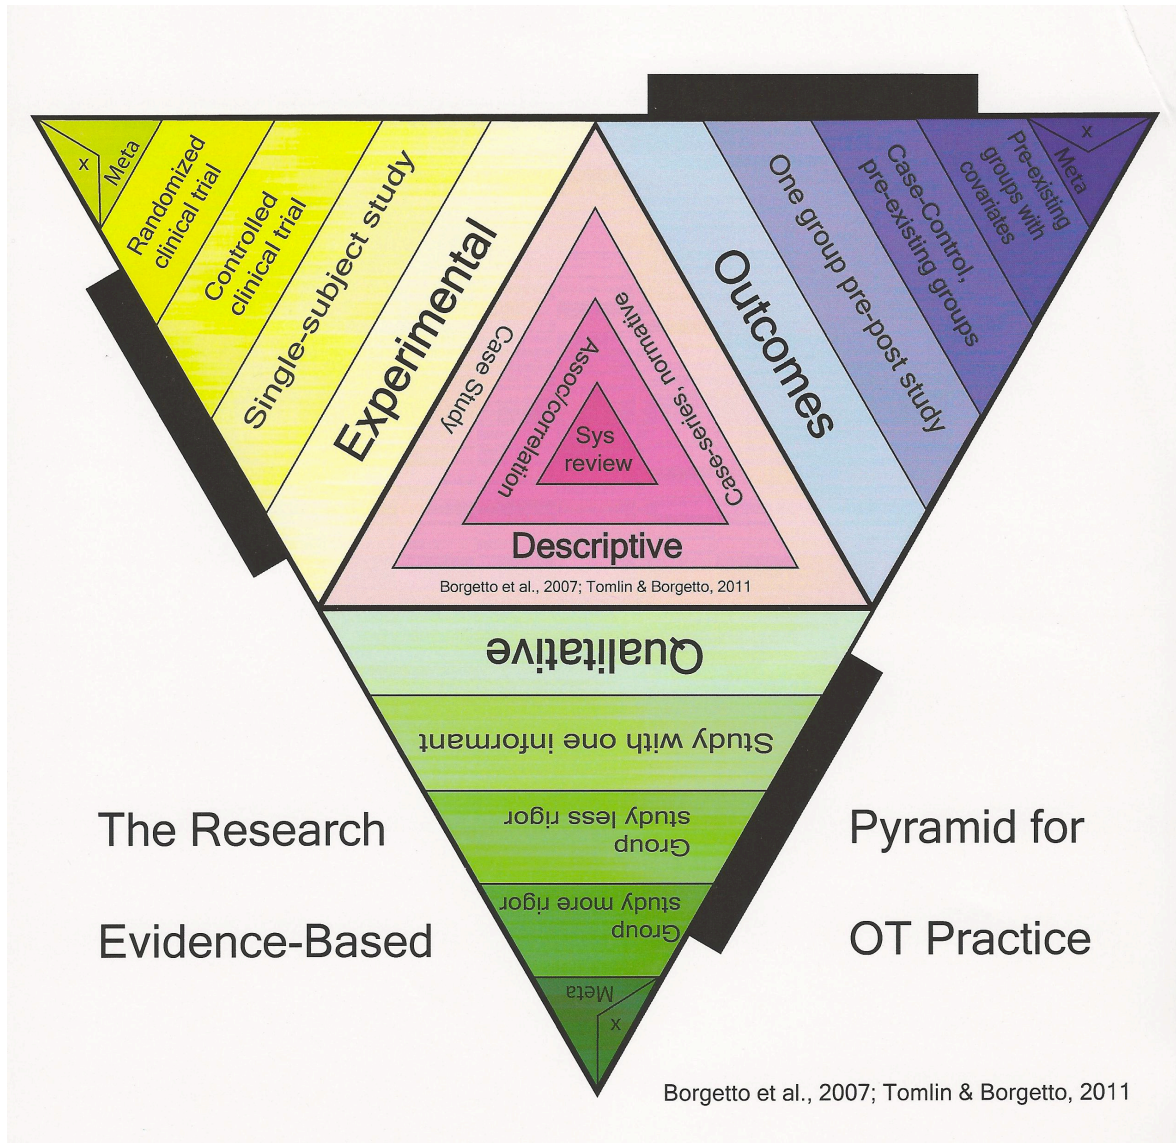 x
Meta
Randomized
clinical trial
Controlled
clinical trial
Single-subject study
Experimental
Case Study
Assoc/correlation
Sys
review
Case-series, normative
Descriptive
Borgetto et al., 2007; Tomlin & Borgetto, 2011
Outcomes
One group pre-post study
Case-Control,
pre-existing groups
Pre-existing
groups with
covariates
Meta
x
Qualitative
Study with one informant
Group
study less rigor
Group
study more rigor
Meta
x
The Research
Pyramid for
Evidence-Based
OT Practice
Borgetto et al., 2007; Tomlin & Borgetto, 2011